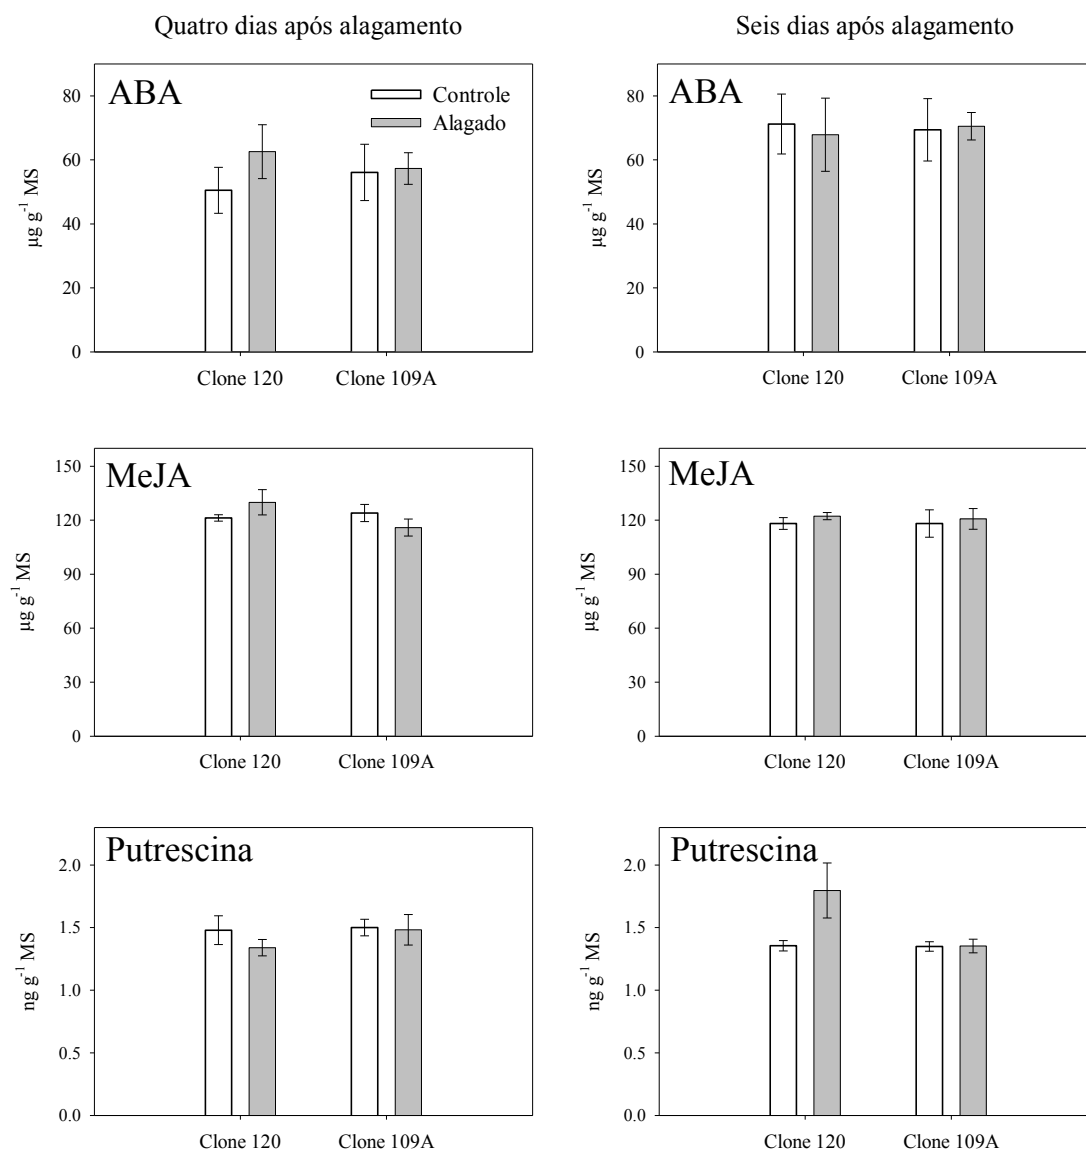 Quatro dias após alagamento
Seis dias após alagamento
ABA
Controle
Alagado
80
60
40
20
0
µg g-1 MS
Clone 120
Clone 109A
ABA
80
60
40
20
0
µg g-1 MS
Clone 120
Clone 109A
MeJA
150
120
90
60
30
0
µg g-1 MS
Clone 120
Clone 109A
MeJA
150
120
90
60
30
0
µg g-1 MS
Clone 120
Clone 109A
Putrescina
2.0
1.5
1.0
0.5
0.0
ng g-1 MS
Clone 120
Clone 109A
Putrescina
2.0
1.5
1.0
0.5
0.0
ng g-1 MS
Clone 120
Clone 109A